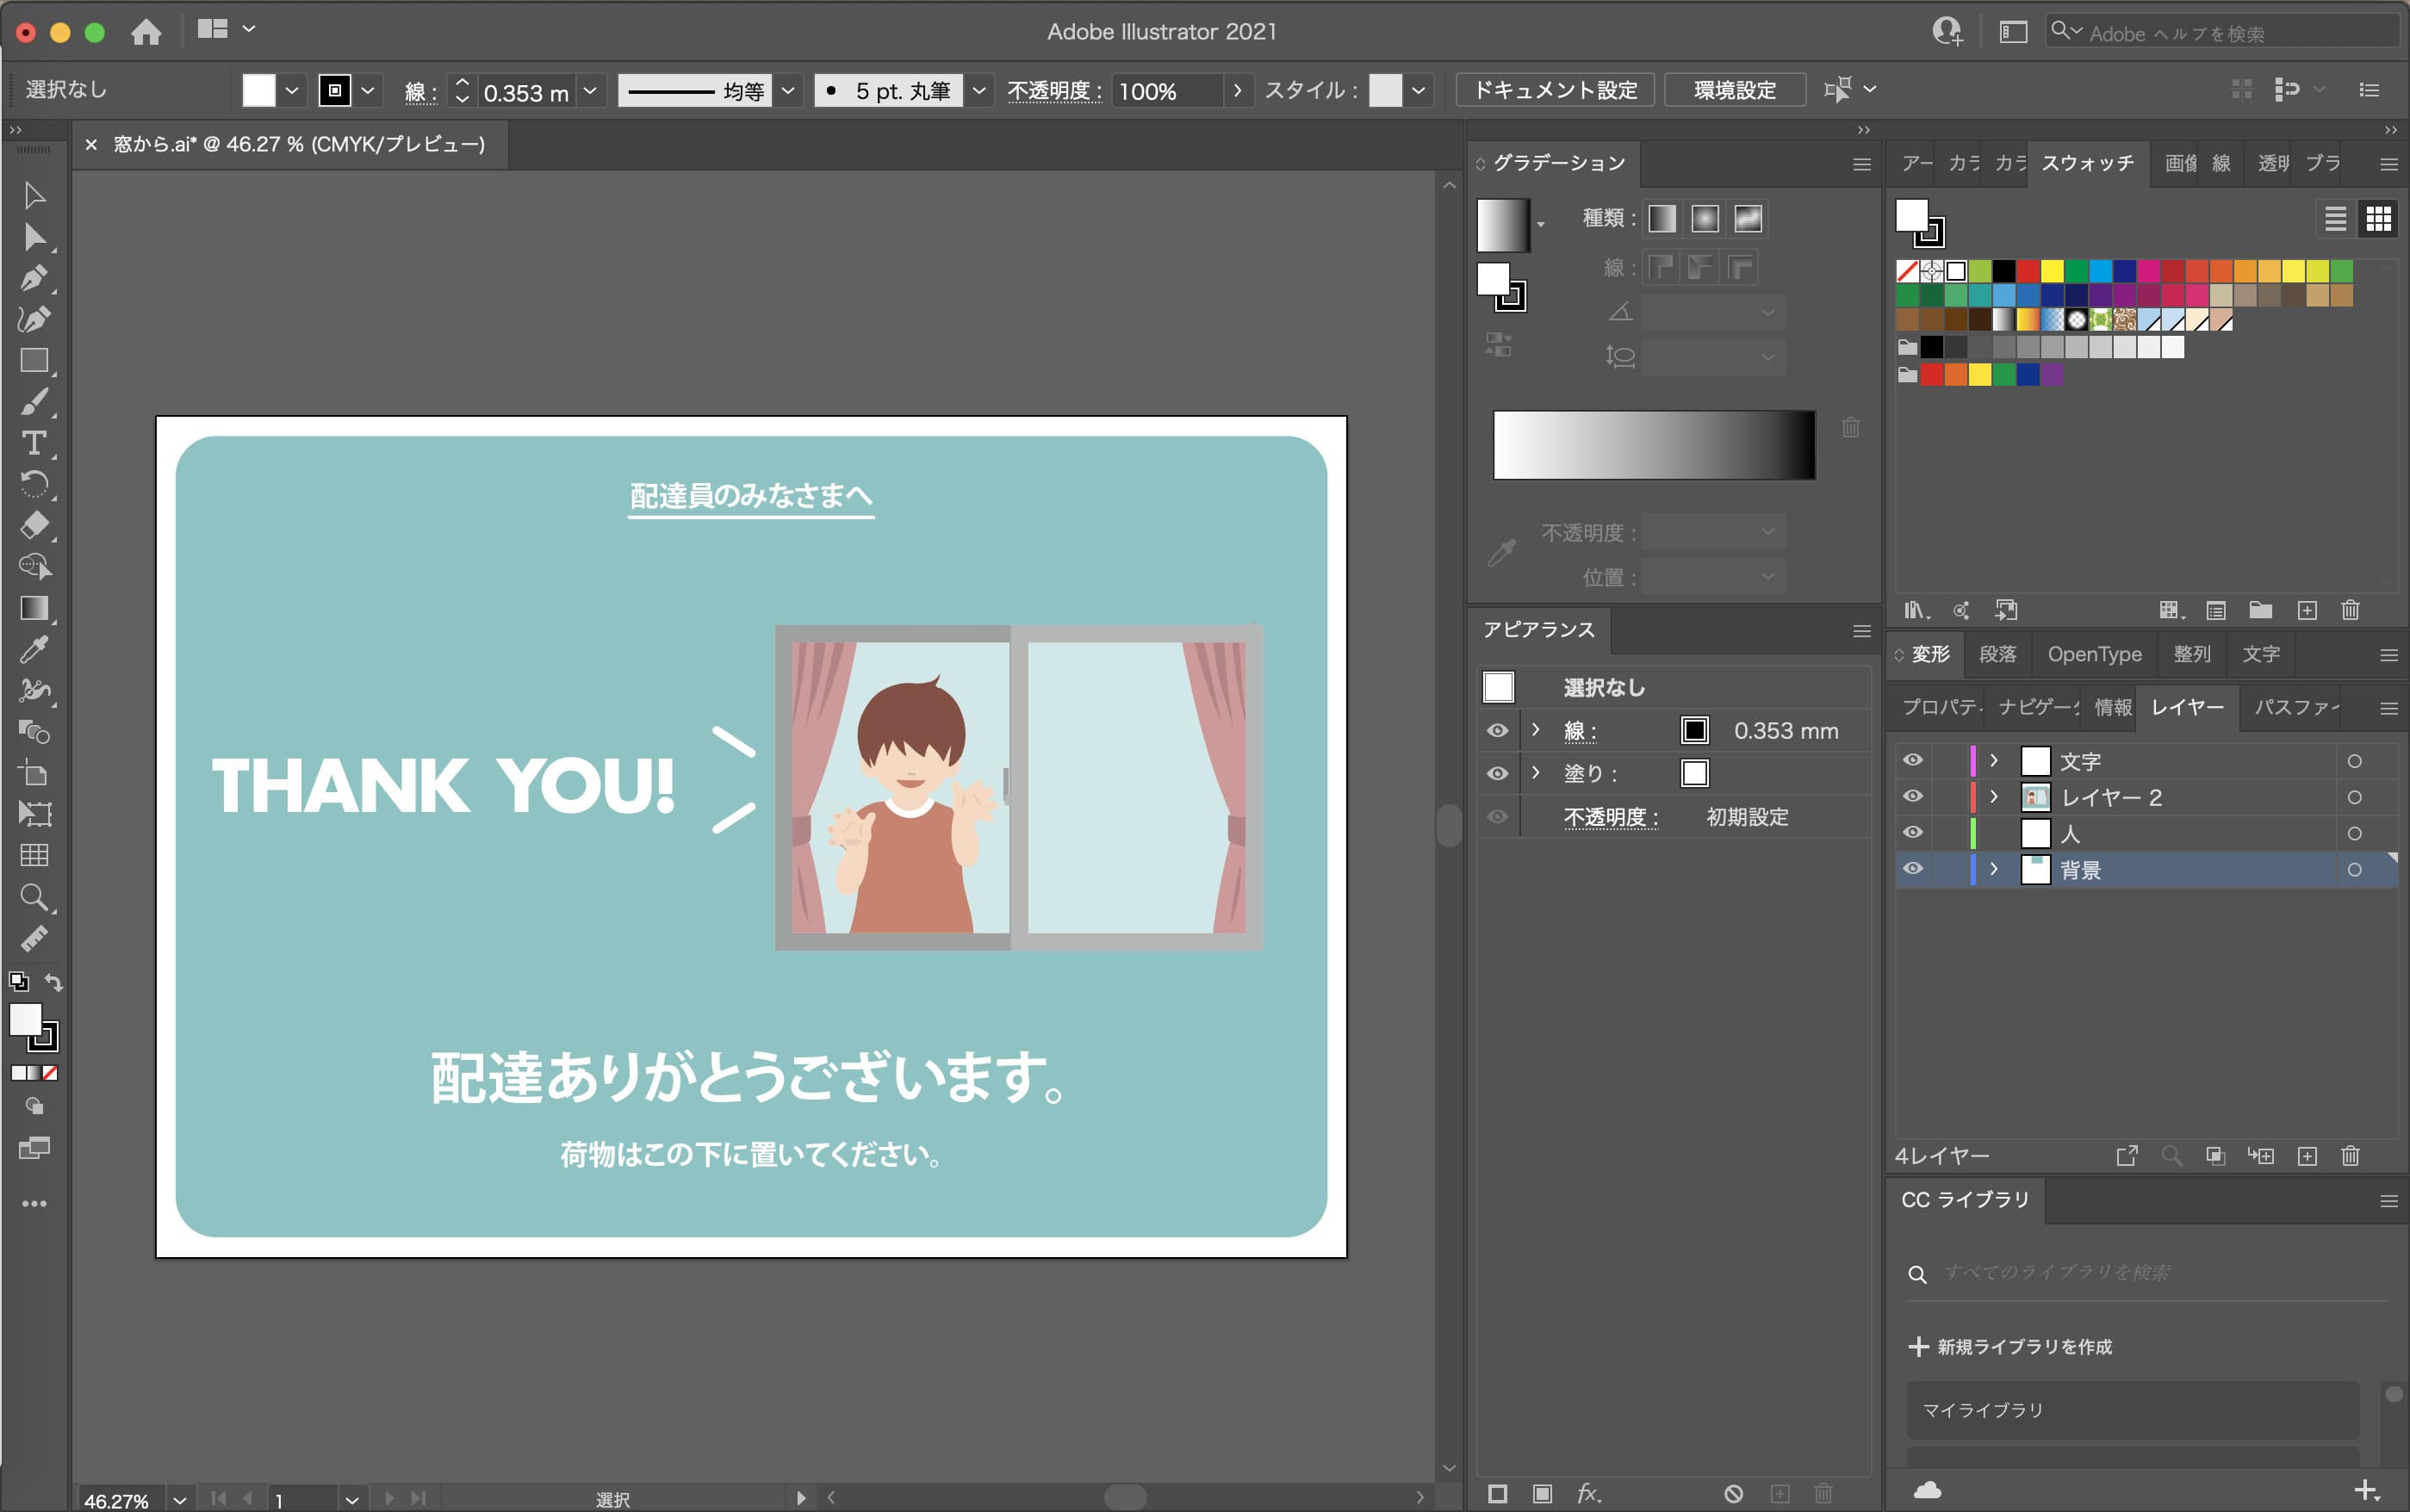 Adobe Illustrator 2021
Adobe ヘルプを検索
選択なし
線：
0.353 m
均等
5 pt. 丸筆
不透明度：
100%
スタイル：
ドキュメント設定
環境設定
窓から.ai* @ 46.27 % (CMYK/プレビュー)
配達員のみなさまへ
THANK YOU!
配達ありがとうございます。
荷物はこの下に置いてください。
46.27%
1
選択
グラデーション
種類：
線：
不透明度：
位置：
アピアランス
選択なし
線：
0.353 mm
塗り：
不透明度：
初期設定
fx
アー
カラ
カラ
スウォッチ
画像
線
透明
ブラ
変形
段落
OpenType
整列
文字
プロパティ
ナビゲータ
情報
レイヤー
パスファイ
文字
レイヤー 2
人
背景
4レイヤー
CC ライブラリ
すべてのライブラリを検索
新規ライブラリを作成
マイライブラリ